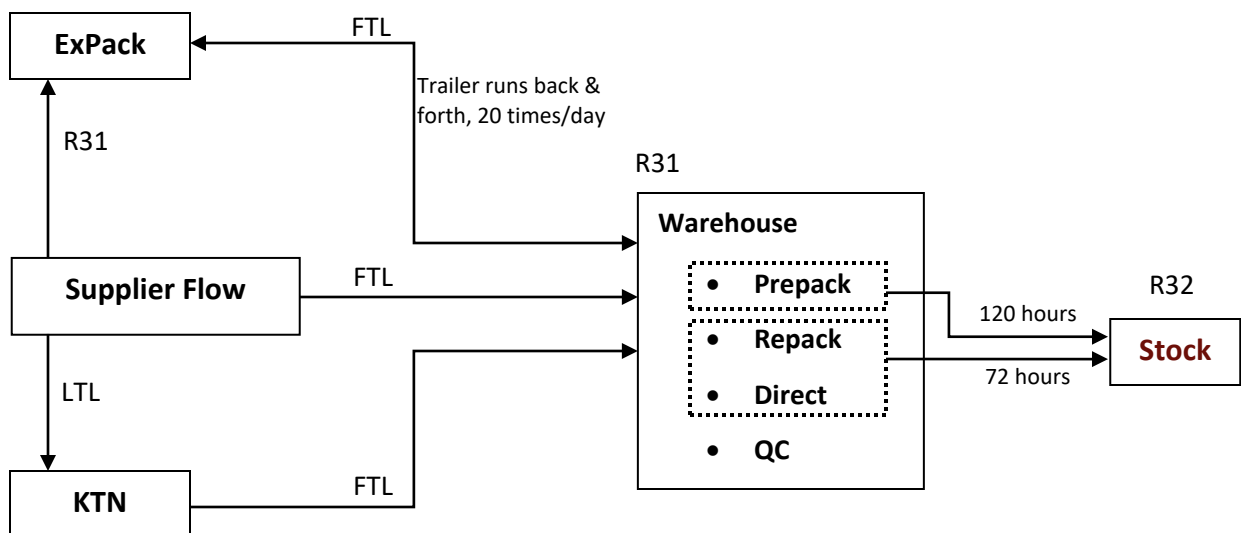 ExPack
FTL
Trailer runs back &
forth, 20 times/day
R31
R31
Warehouse
Supplier Flow
FTL
• Prepack
R32
120 hours
• Repack
Stock
72 hours
• Direct
LTL
• QC
KTN
FTL